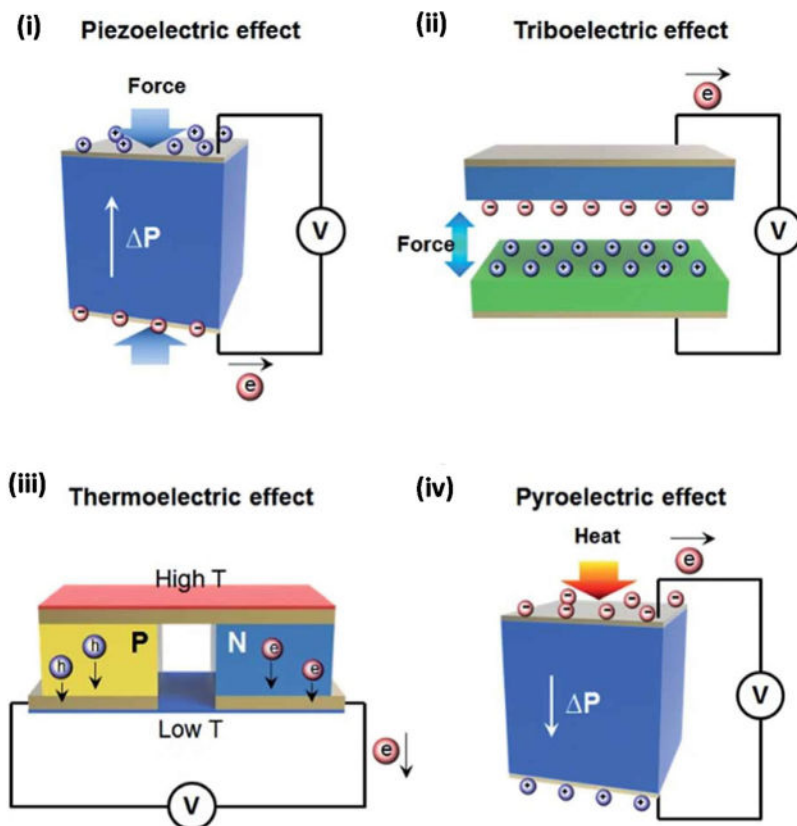 (i)
Piezoelectric effect
Force
+ + + + + + +
ΔP
V
- - - -
e
(ii)
Triboelectric effect
e
- - - - - - -
Force
+ + + + + +
+ + + + + +
V
(iii)
Thermoelectric effect
High T
P
N
h
h
e
e
Low T
e
V
(iv)
Pyroelectric effect
Heat
e
- - - - - - -
ΔP
V
+ + + +